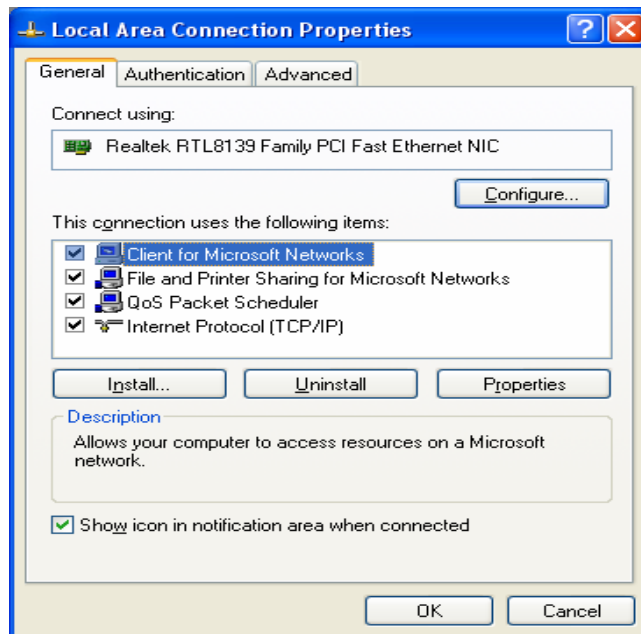 Local Area Connection Properties
General Authentication Advanced
Connect using:
Realtek RTL8139 Family PCI Fast Ethernet NIC
Configure...
This connection uses the following items:
Client for Microsoft Networks
File and Printer Sharing for Microsoft Networks
QoS Packet Scheduler
Internet Protocol (TCP/IP)
Install... Uninstall Properties
Description
Allows your computer to access resources on a Microsoft
network.
Show icon in notification area when connected
OK Cancel